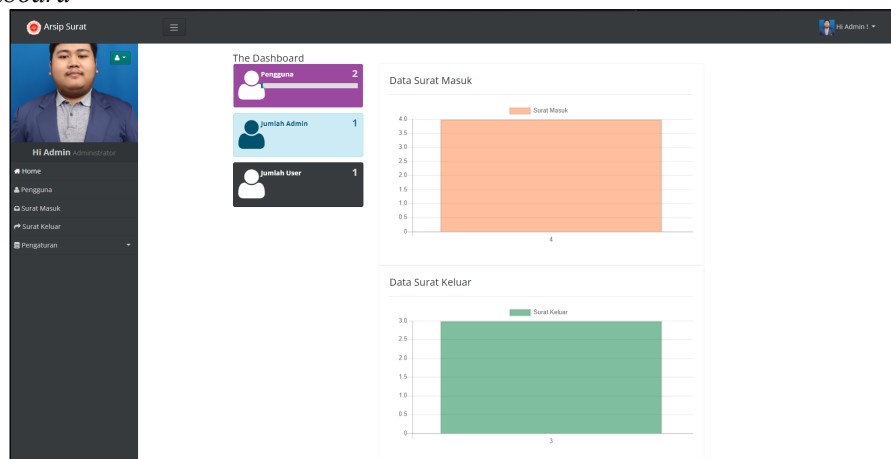 Arsip Surat
Hi Admin !
Hi Admin Administrator
Home
Pengguna
Surat Masuk
Surat Keluar
Pengaturan
The Dashboard
Pengguna 2
Jumlah Admin 1
Jumlah User 1
Data Surat Masuk
Surat Masuk
4.0
3.5
3.0
2.5
2.0
1.5
1.0
0.5
0
4
Data Surat Keluar
Surat Keluar
3.0
2.5
2.0
1.5
1.0
0.5
0
3